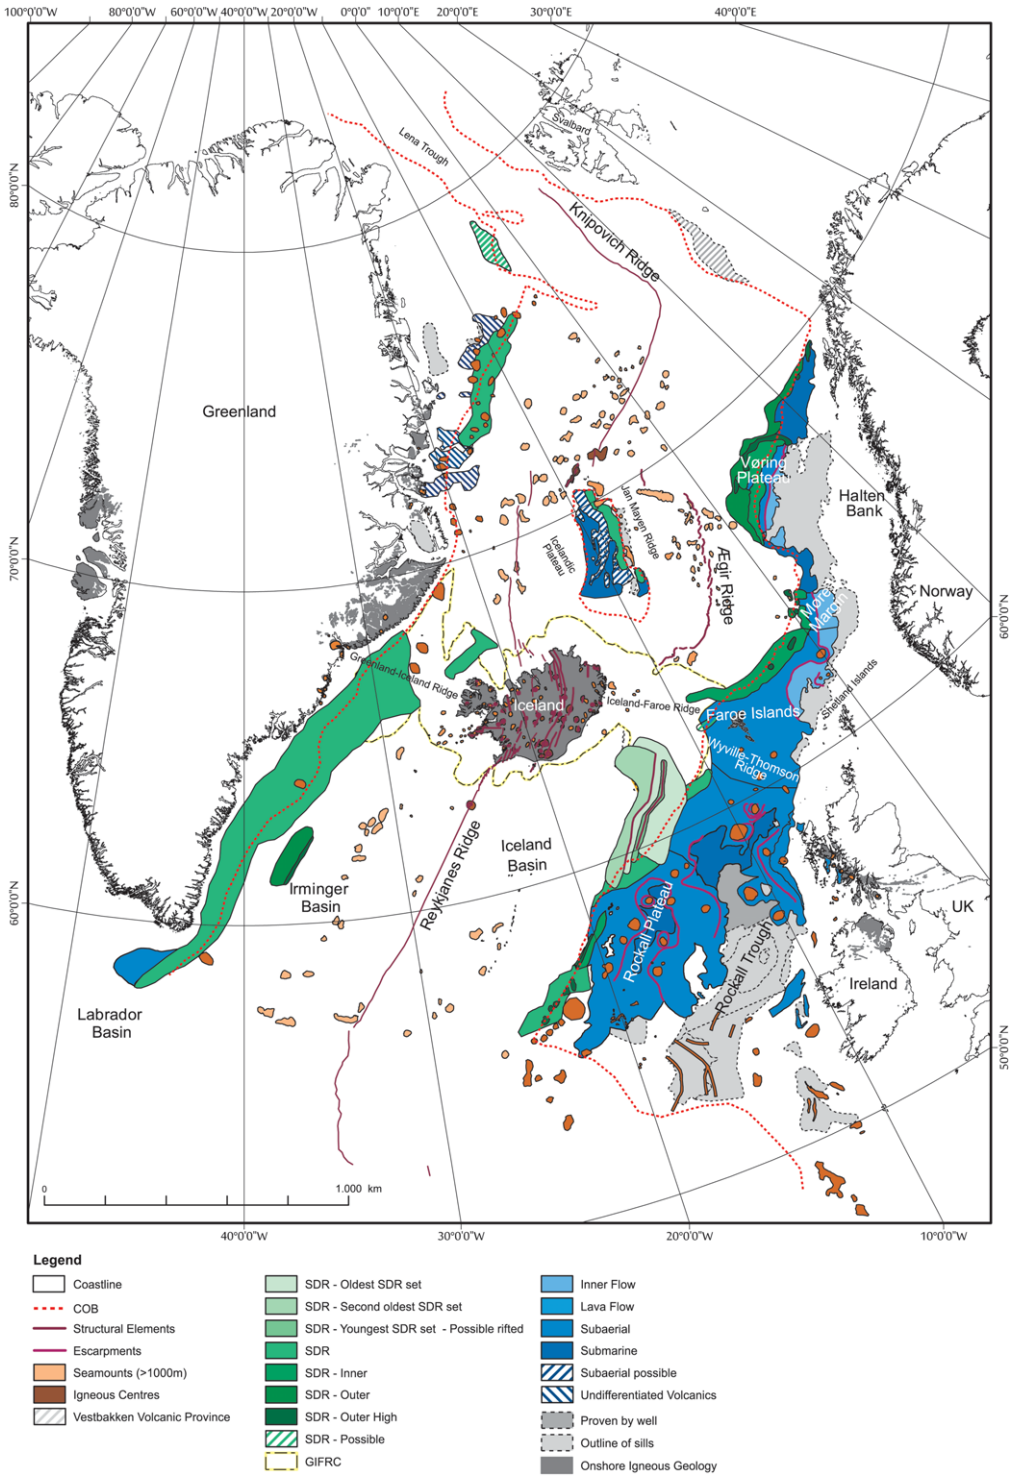 100°0'0"W
80°0'0"W
60°0'0"W
40°0'0"W
20°0'0"W
0°0'0"
10°0'0"E
20°0'0"E
30°0'0"E
40°0'0"E
Svalbard
Lena Trough
80°0'0"N
Knipovich Ridge
Greenland
Vøring
Plateau
Halten
Bank
Jan Mayen Ridge
Icelandic
Plateau
Ægir Ridge
70°0'0"N
Norway
60°0'0"N
Møre
Margin
Greenland-Iceland Ridge
Iceland
Iceland-Faroe Ridge
Shetland Islands
Faroe Islands
Wyville-Thomson
Ridge
Reykjanes Ridge
Iceland
Basin
Irminger
Basin
60°0'0"N
Rockall Plateau
Rockall Trough
UK
Ireland
Labrador
Basin
50°0'0"N
0
1.000 km
40°0'0"W
30°0'0"W
20°0'0"W
10°0'0"W
Legend
Coastline
COB
Structural Elements
Escarpments
Seamounts (>1000m)
Igneous Centres
Vestbakken Volcanic Province
SDR - Oldest SDR set
SDR - Second oldest SDR set
SDR - Youngest SDR set - Possible rifted
SDR
SDR - Inner
SDR - Outer
SDR - Outer High
SDR - Possible
GIFRC
Inner Flow
Lava Flow
Subaerial
Submarine
Subaerial possible
Undifferentiated Volcanics
Proven by well
Outline of sills
Onshore Igneous Geology